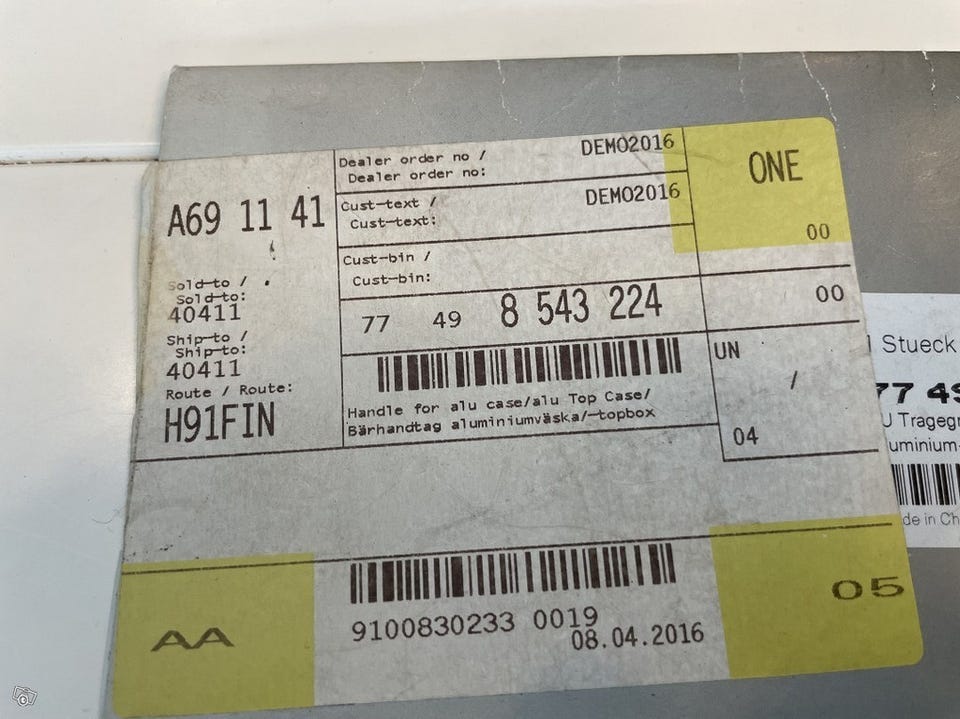 A69 11 41
Sold-to /
Sold-to:
40411
Ship-to /
Ship-to:
40411
Route / Route:
H91FIN
Dealer order no /
Dealer order no:
DEMO2016
Cust-text /
Cust-text:
DEMO2016
Cust-bin /
Cust-bin:
77 49 8 543 224
Handle for alu case/alu Top Case/
Bärhandtag aluminiumväska/-topbox
ONE
00
00
UN
/
04
AA
9100830233 0019
08.04.2016
05
Stueck
77 49
U Tragegr
uminium-
de in Ch